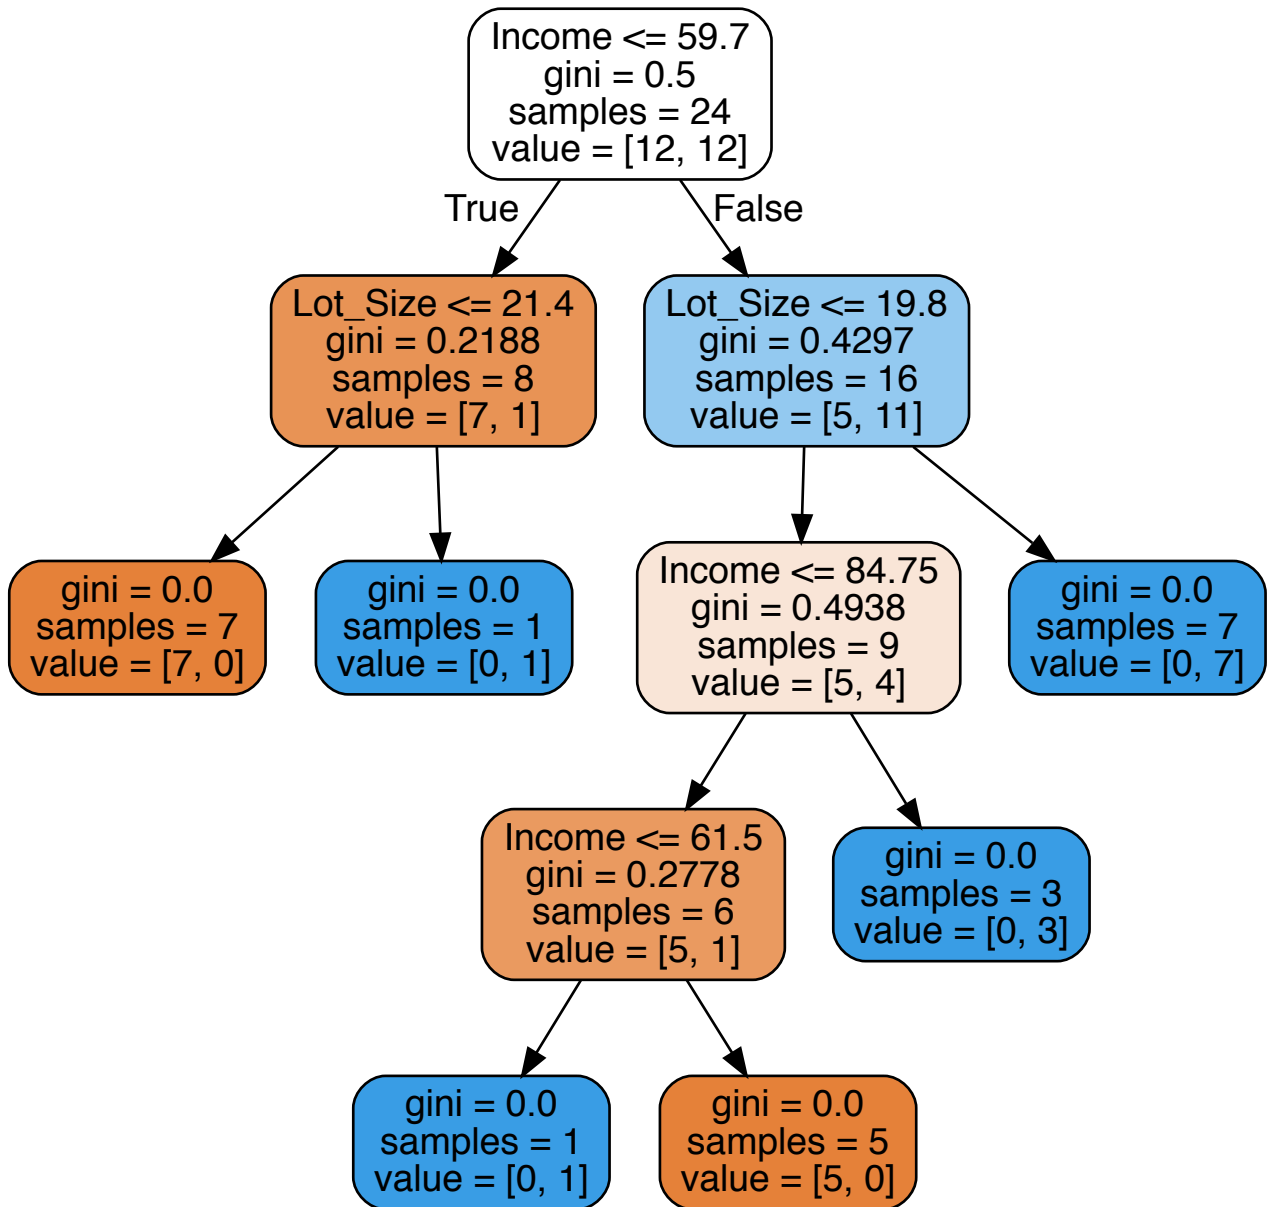 Income <= 59.7
gini = 0.5
samples = 24
value = [12, 12]
True
False
Lot_Size <= 21.4
gini = 0.2188
samples = 8
value = [7, 1]
Lot_Size <= 19.8
gini = 0.4297
samples = 16
value = [5, 11]
gini = 0.0
samples = 7
value = [7, 0]
gini = 0.0
samples = 1
value = [0, 1]
Income <= 84.75
gini = 0.4938
samples = 9
value = [5, 4]
gini = 0.0
samples = 7
value = [0, 7]
Income <= 61.5
gini = 0.2778
samples = 6
value = [5, 1]
gini = 0.0
samples = 3
value = [0, 3]
gini = 0.0
samples = 1
value = [0, 1]
gini = 0.0
samples = 5
value = [5, 0]